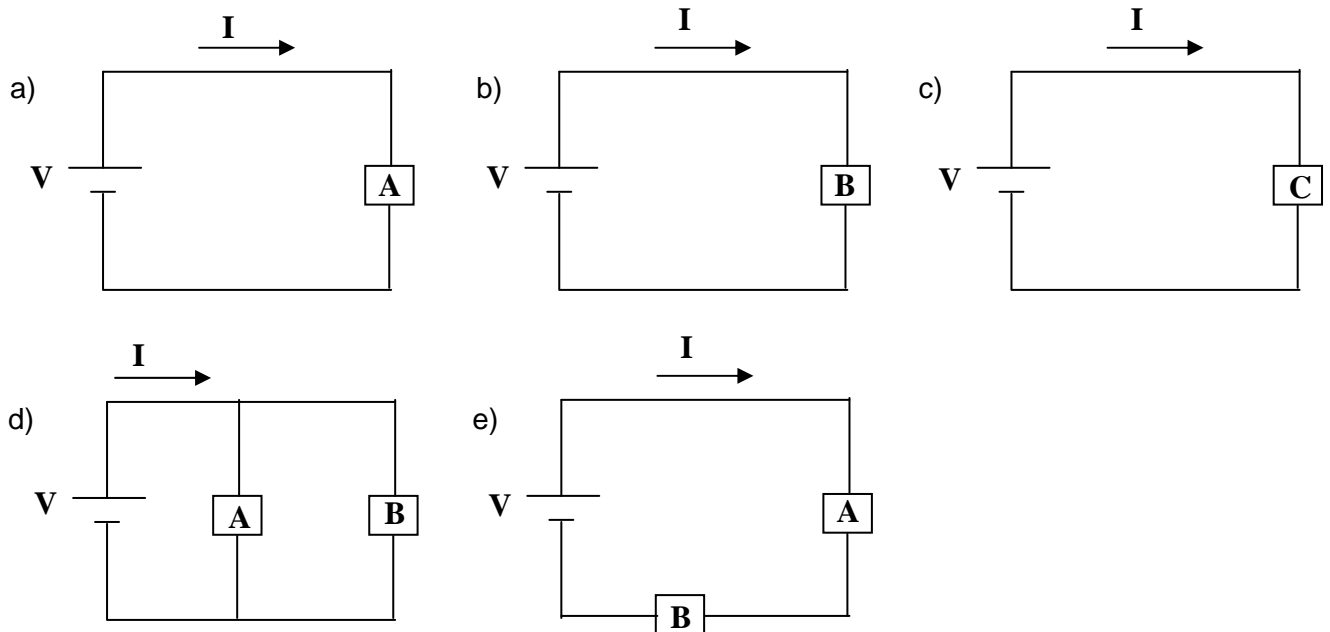 I I I
a) b) c)
V A V B V C
I I
d) e)
V A B V A
B